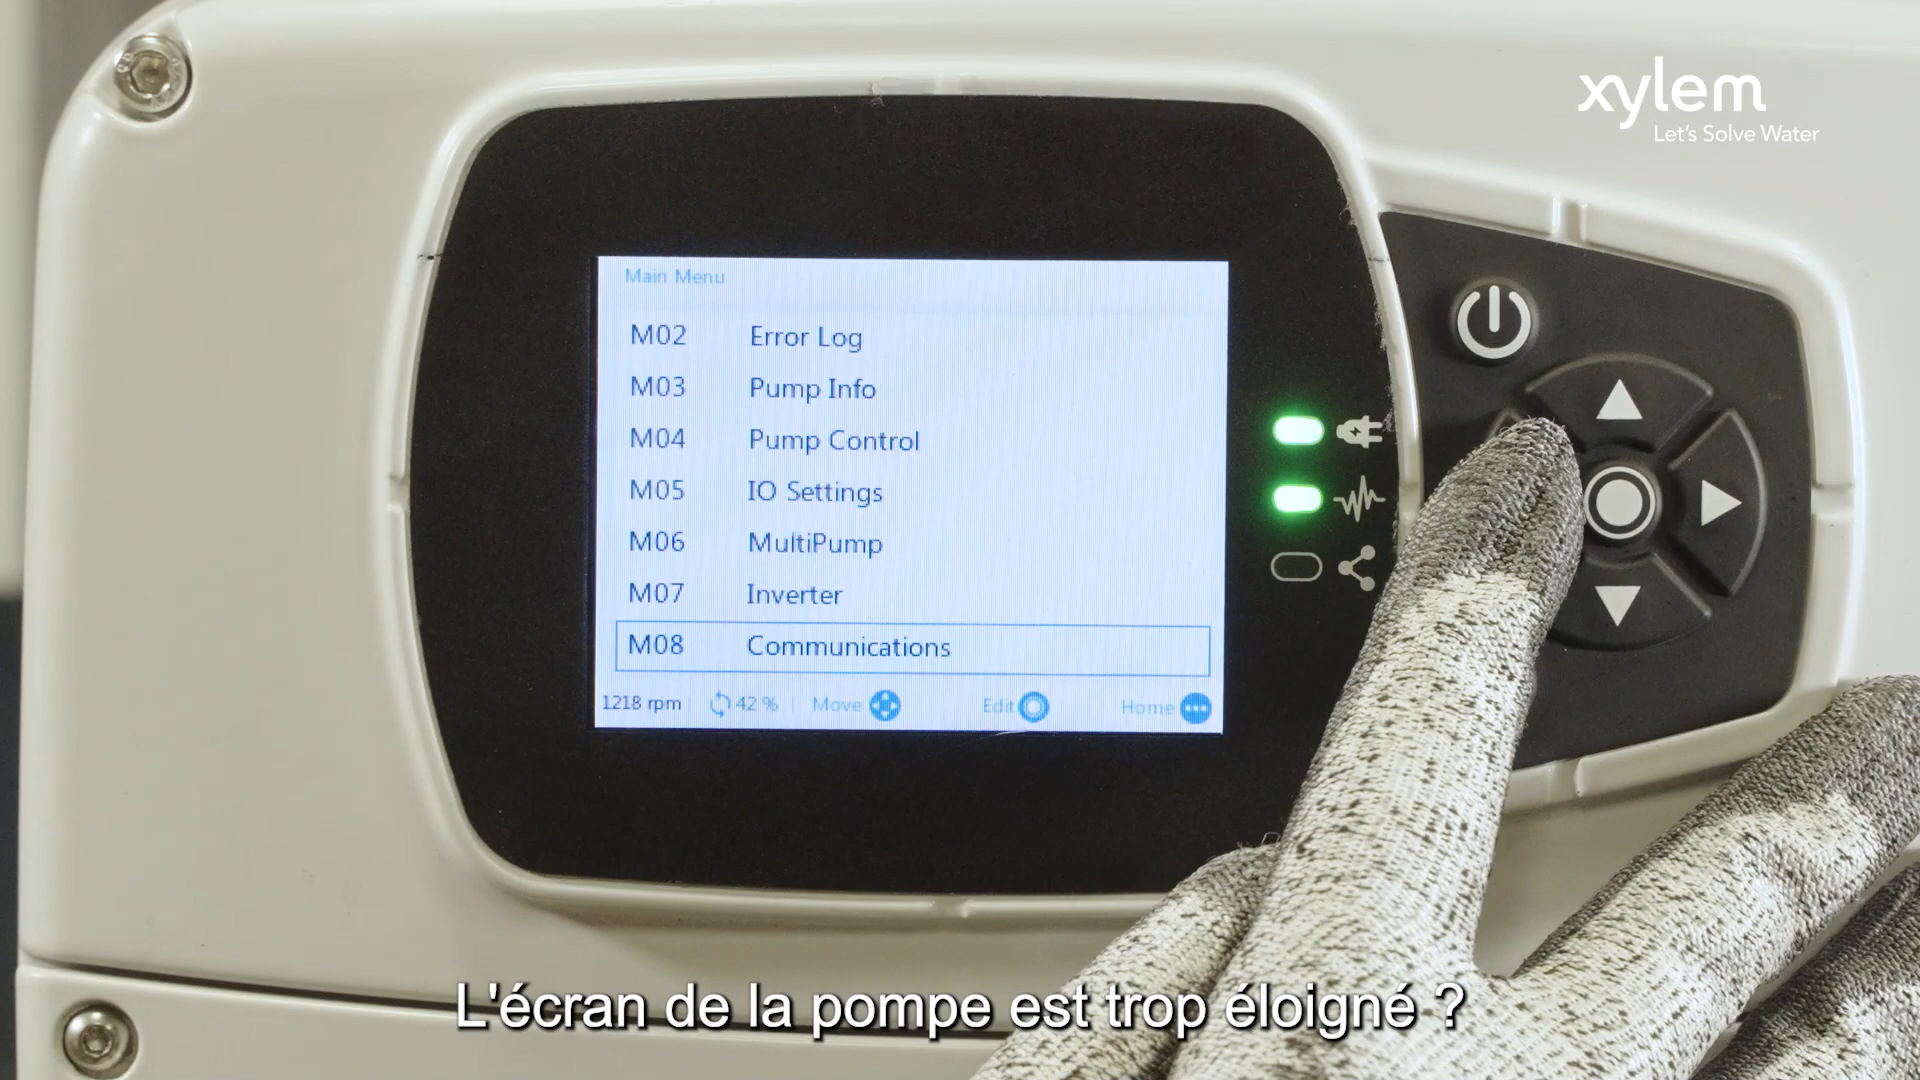 xylem
Let's Solve Water
Main Menu
M02 Error Log
M03 Pump Info
M04 Pump Control
M05 IO Settings
M06 MultiPump
M07 Inverter
M08 Communications
1218 rpm 42 % Move Edit Home
L'écran de la pompe est trop éloigné ?